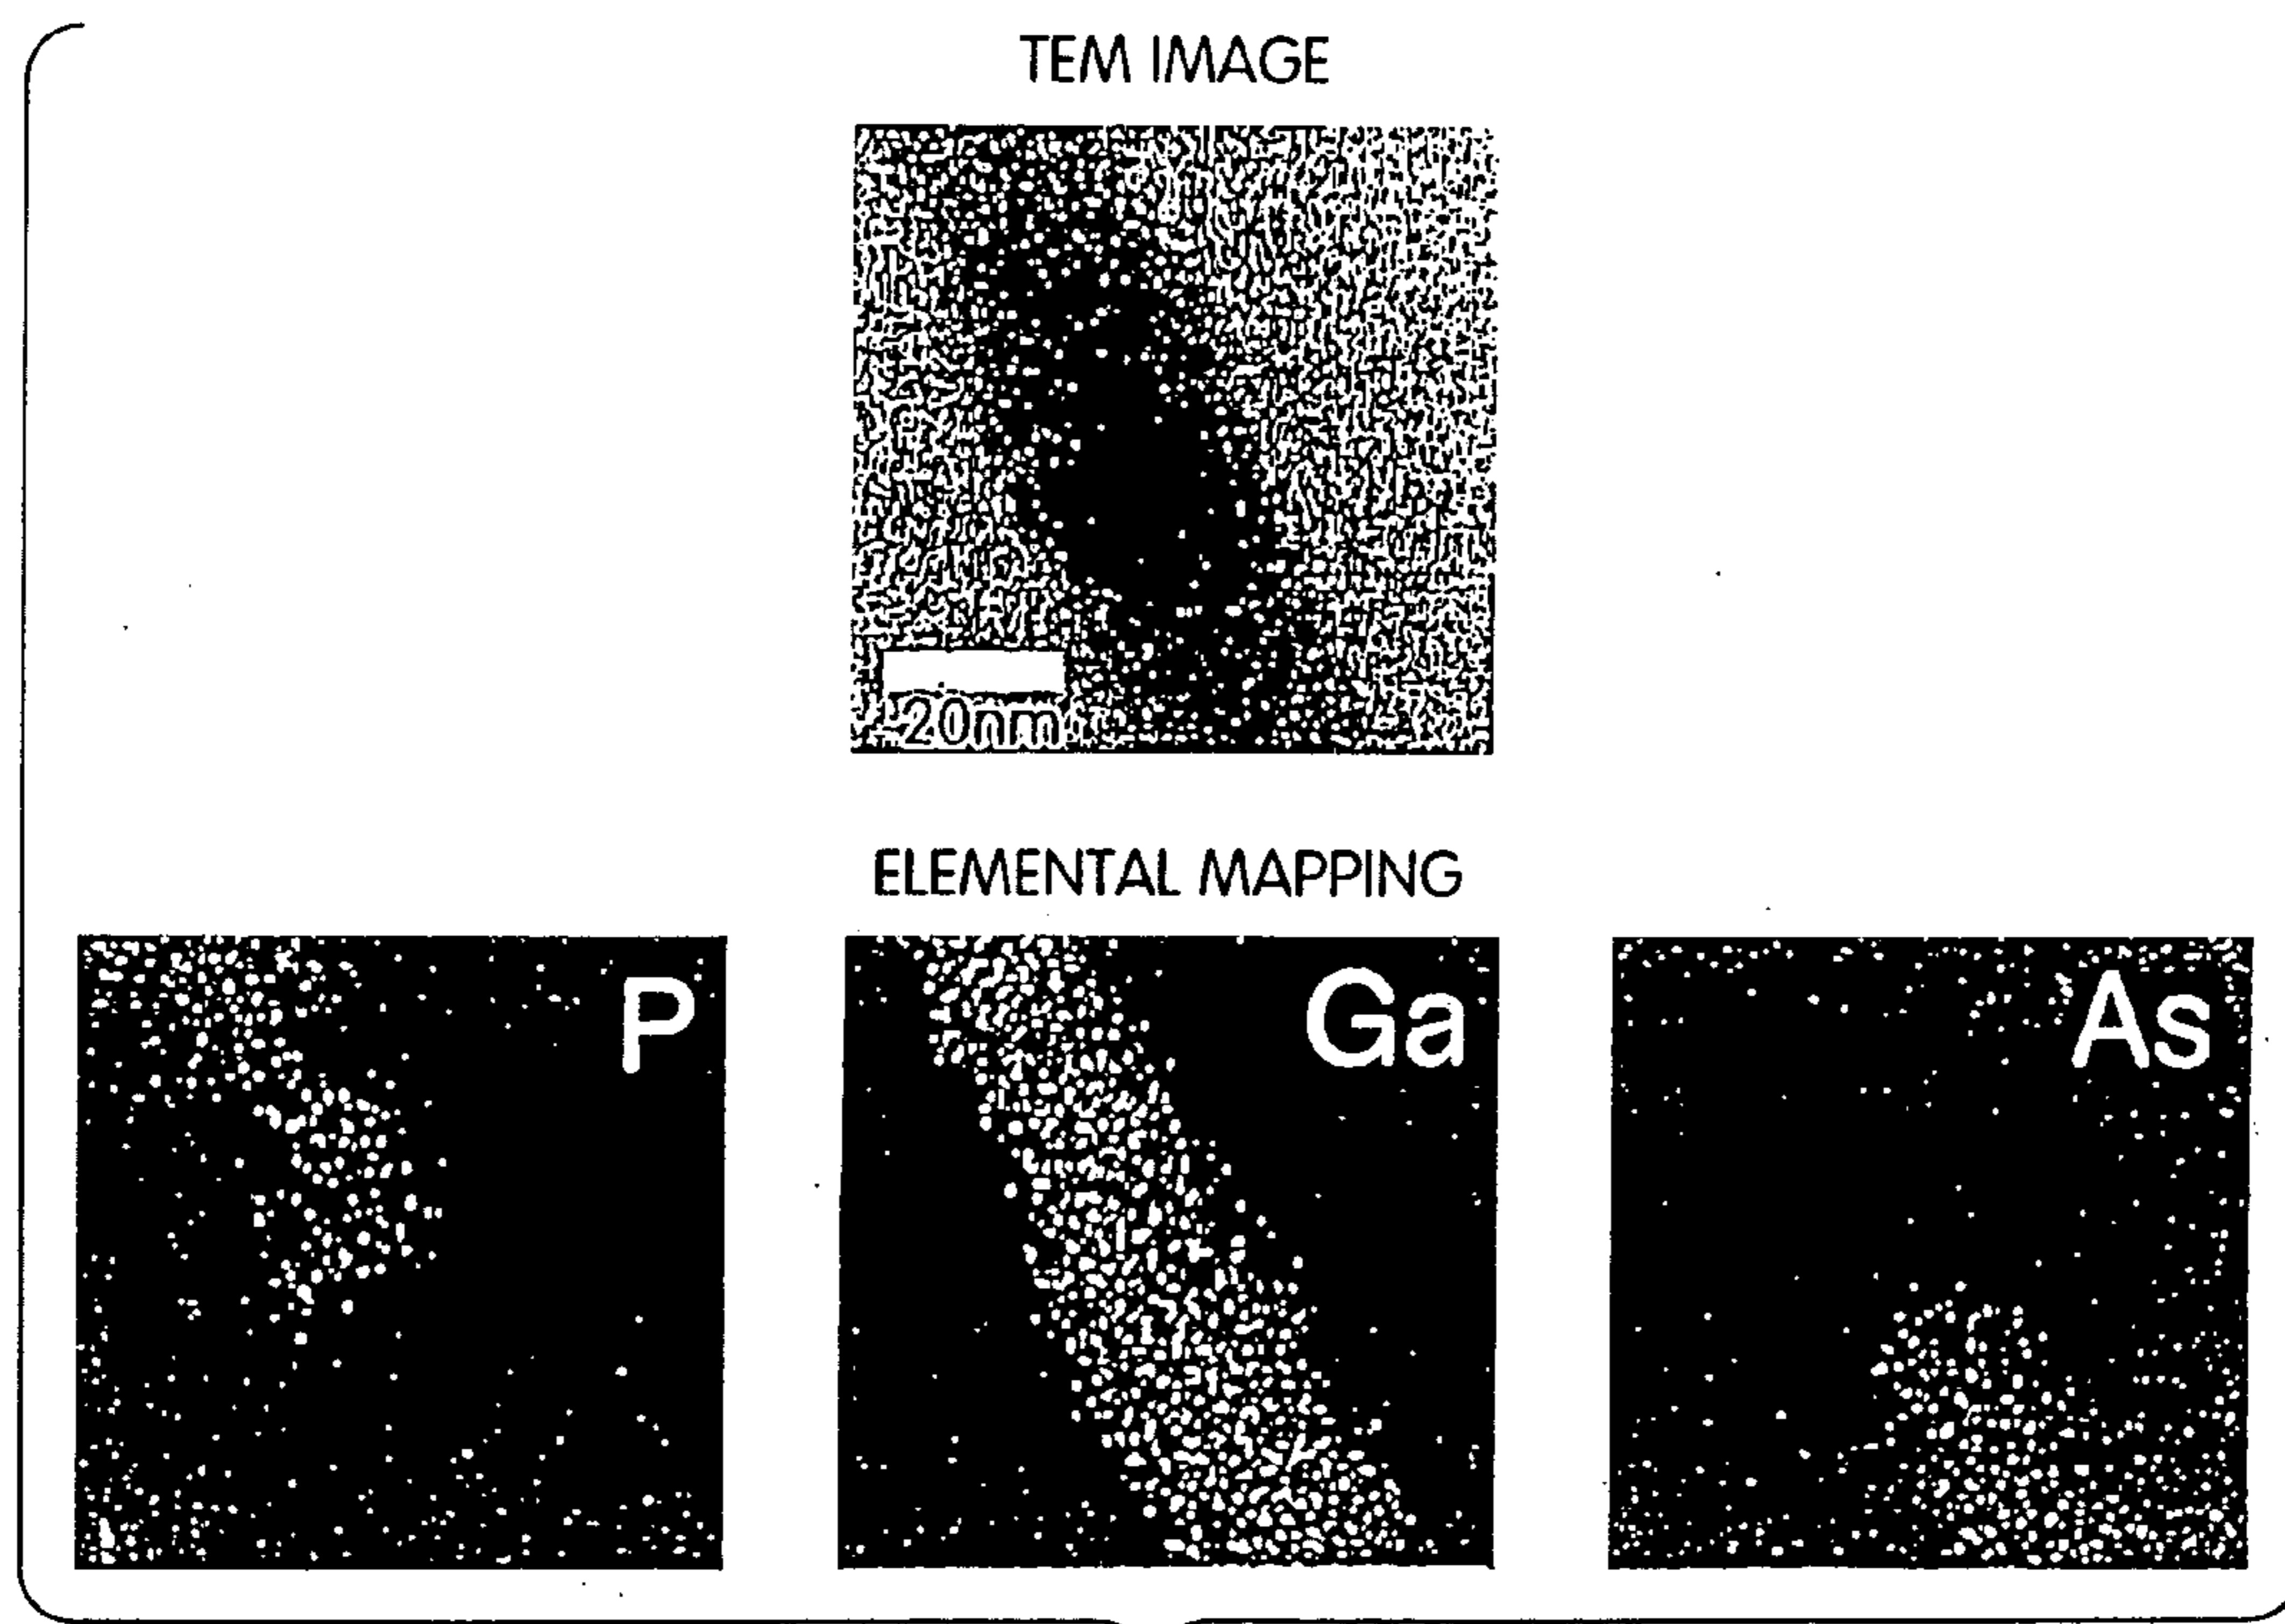 TEM IMAGE
20nm
ELEMENTAL MAPPING
P
Ga
As